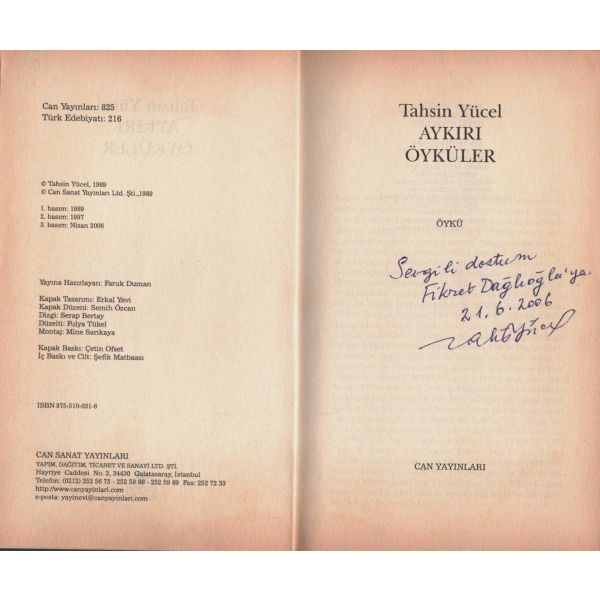 Can Yayınları: 825
Türk Edebiyatı: 216
© Tahsin Yücel, 1989
© Can Sanat Yayınları Ltd. Şti.,1989
1. basım: 1989
2. basım: 1997
3. basım: Nisan 2006
Yayına Hazırlayan: Faruk Duman
Kapak Tasarımı: Erkal Yavi
Kapak Düzeni: Semih Özcan
Dizgi: Serap Bertay
Düzelti: Fulya Tükel
Montaj: Mine Sarıkaya
Kapak Baskı: Çetin Ofset
İç Baskı ve Cilt: Şefik Matbaası
ISBN 975-510-031-8
CAN SANAT YAYINLARI
YAPIM, DAĞITIM, TİCARET VE SANAYİ LTD. ŞTİ.
Hayriye Caddesi No. 2, 34430 Galatasaray, İstanbul
Telefon: (0212) 252 56 75 - 252 59 88 - 252 59 89 Fax: 252 72 33
http://www.canyayinlari.com
e-posta: yayinevi@canyayinlari.com
Tahsin Yücel
AYKIRI
ÖYKÜLER
ÖYKÜ
Sevgili dostum
Fikret Dağlıoğlu'ya.
21.6.2006
CAN YAYINLARI